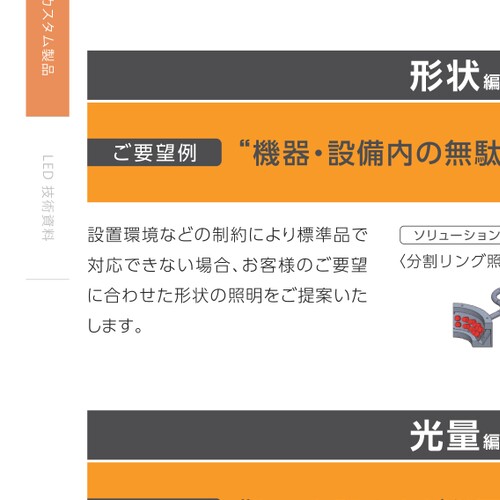 カスタム製品
LED 技術資料
形状編
ご要望例
“機器・設備内の無駄
設置環境などの制約により標準品で
対応できない場合、お客様のご要望
に合わせた形状の照明をご提案いた
します。
ソリューション
〈分割リング照
光量編